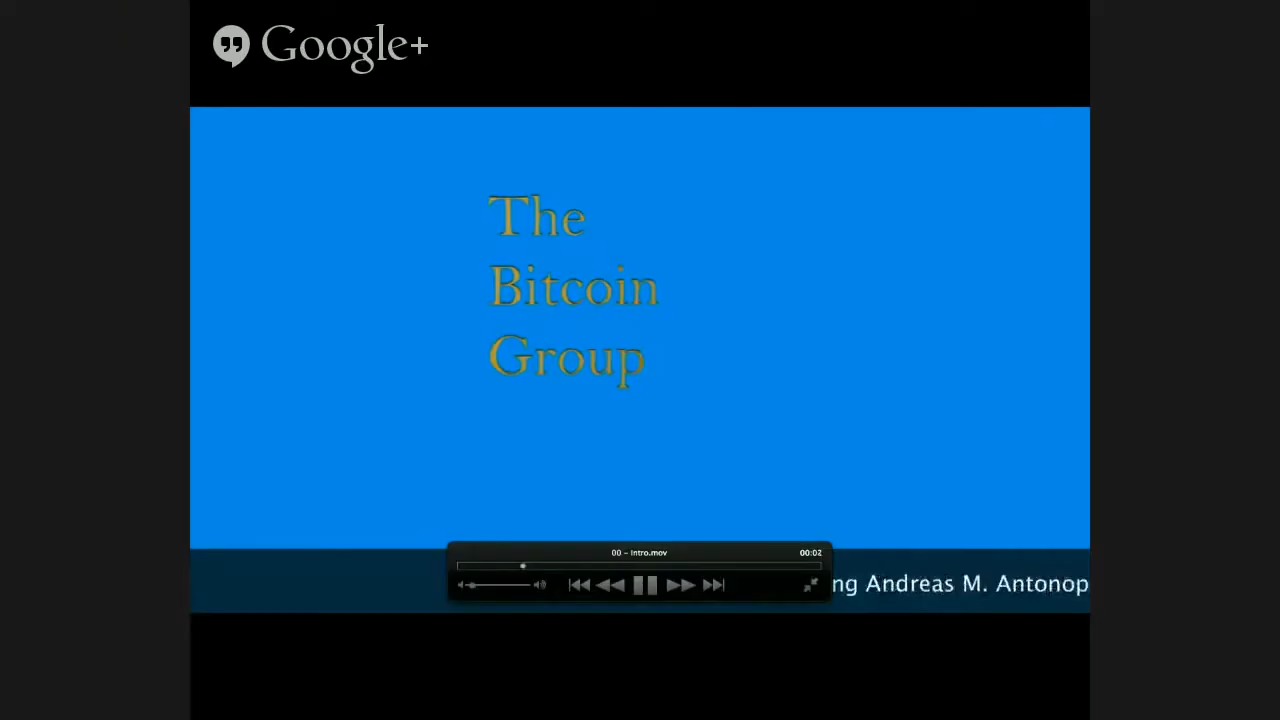 Google+
The
Bitcoin
Group
00 - Intro.mov
00:02
ng Andreas M. Antonop